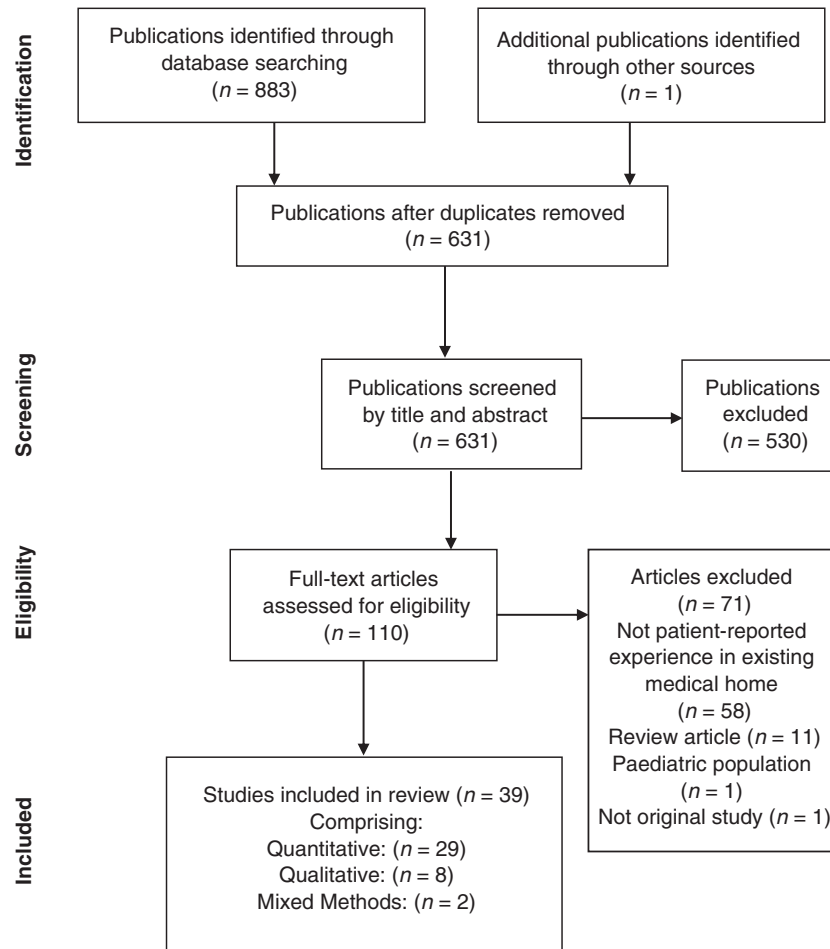 Identification
Publications identified through
database searching
(n = 883)
Additional publications identified
through other sources
(n = 1)
Publications after duplicates removed
(n = 631)
Screening
Publications screened
by title and abstract
(n = 631)
Publications
excluded
(n = 530)
Eligibility
Full-text articles
assessed for eligibility
(n = 110)
Articles excluded
(n = 71)
Not patient-reported
experience in existing
medical home
(n = 58)
Review article (n = 11)
Paediatric population
(n = 1)
Not original study (n = 1)
Included
Studies included in review (n = 39)
Comprising:
Quantitative: (n = 29)
Qualitative: (n = 8)
Mixed Methods: (n = 2)